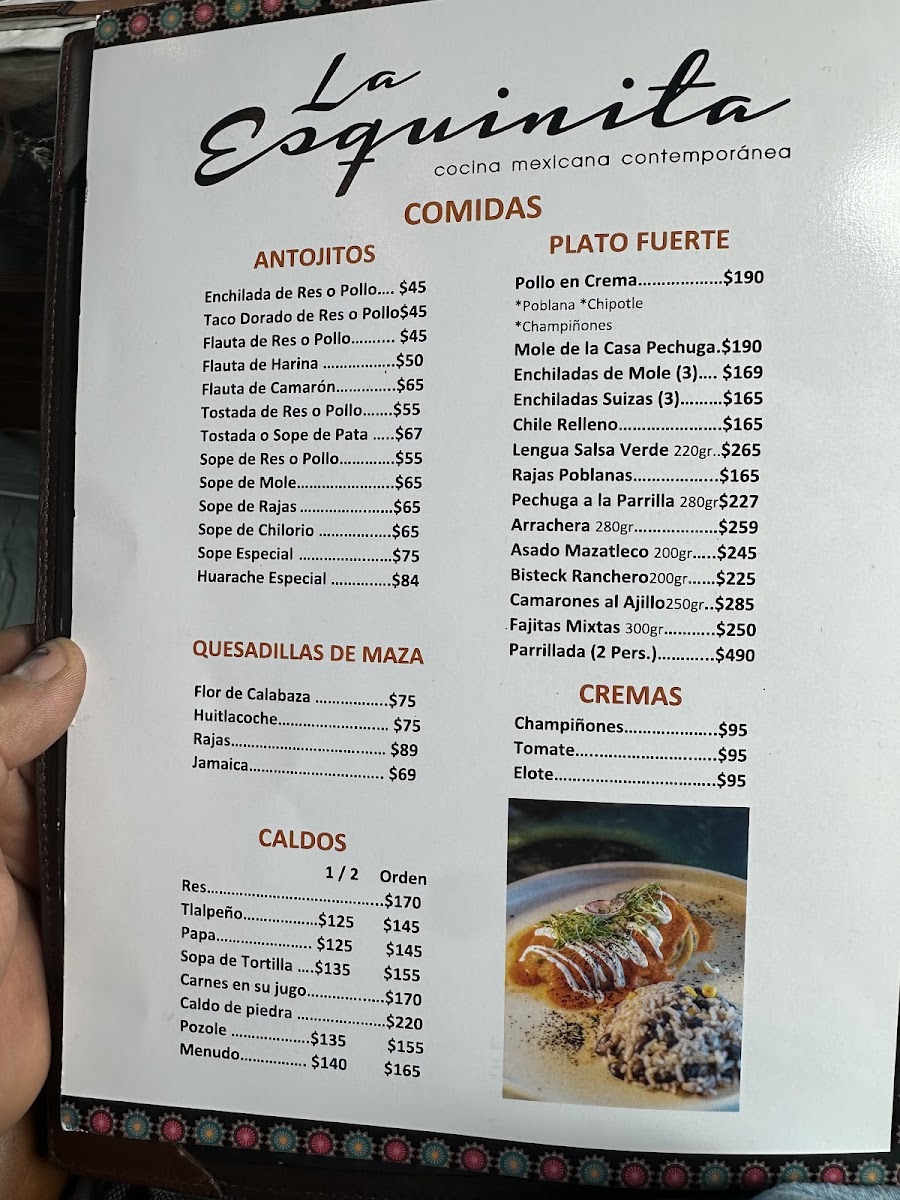 La
Esquinita
cocina mexicana contemporánea
COMIDAS
ANTOJITOS
Enchilada de Res o Pollo.... $45
Taco Dorado de Res o Pollo$45
Flauta de Res o Pollo.......... $45
Flauta de Harina .................$50
Flauta de Camarón..............$65
Tostada de Res o Pollo.......$55
Tostada o Sope de Pata .....$67
Sope de Res o Pollo............$55
Sope de Mole.......................$65
Sope de Rajas ......................$65
Sope de Chilorio .................$65
Sope Especial ......................$75
Huarache Especial ..............$84
QUESADILLAS DE MAZA
Flor de Calabaza .................$75
Huitlacoche.......................... $75
Rajas.................................... $89
Jamaica................................ $69
CALDOS
1 / 2 Orden
Res.........................................$170
Tlalpeño.................$125 $145
Papa...................... $125 $145
Sopa de Tortilla ....$135 $155
Carnes en su jugo..................$170
Caldo de piedra .....................$220
Pozole ...................$135 $155
Menudo................ $140 $165
PLATO FUERTE
Pollo en Crema....................$190
*Poblana *Chipotle
*Champiñones
Mole de la Casa Pechuga.$190
Enchiladas de Mole (3).... $169
Enchiladas Suizas (3).........$165
Chile Relleno........................$165
Lengua Salsa Verde 220gr..$265
Rajas Poblanas....................$165
Pechuga a la Parrilla 280gr$227
Arrachera 280gr...................$259
Asado Mazatleco 200gr.....$245
Bisteck Ranchero200gr......$225
Camarones al Ajillo250gr..$285
Fajitas Mixtas 300gr............$250
Parrillada (2 Pers.).............$490
CREMAS
Champiñones......................$95
Tomate.................................$95
Elote......................................$95